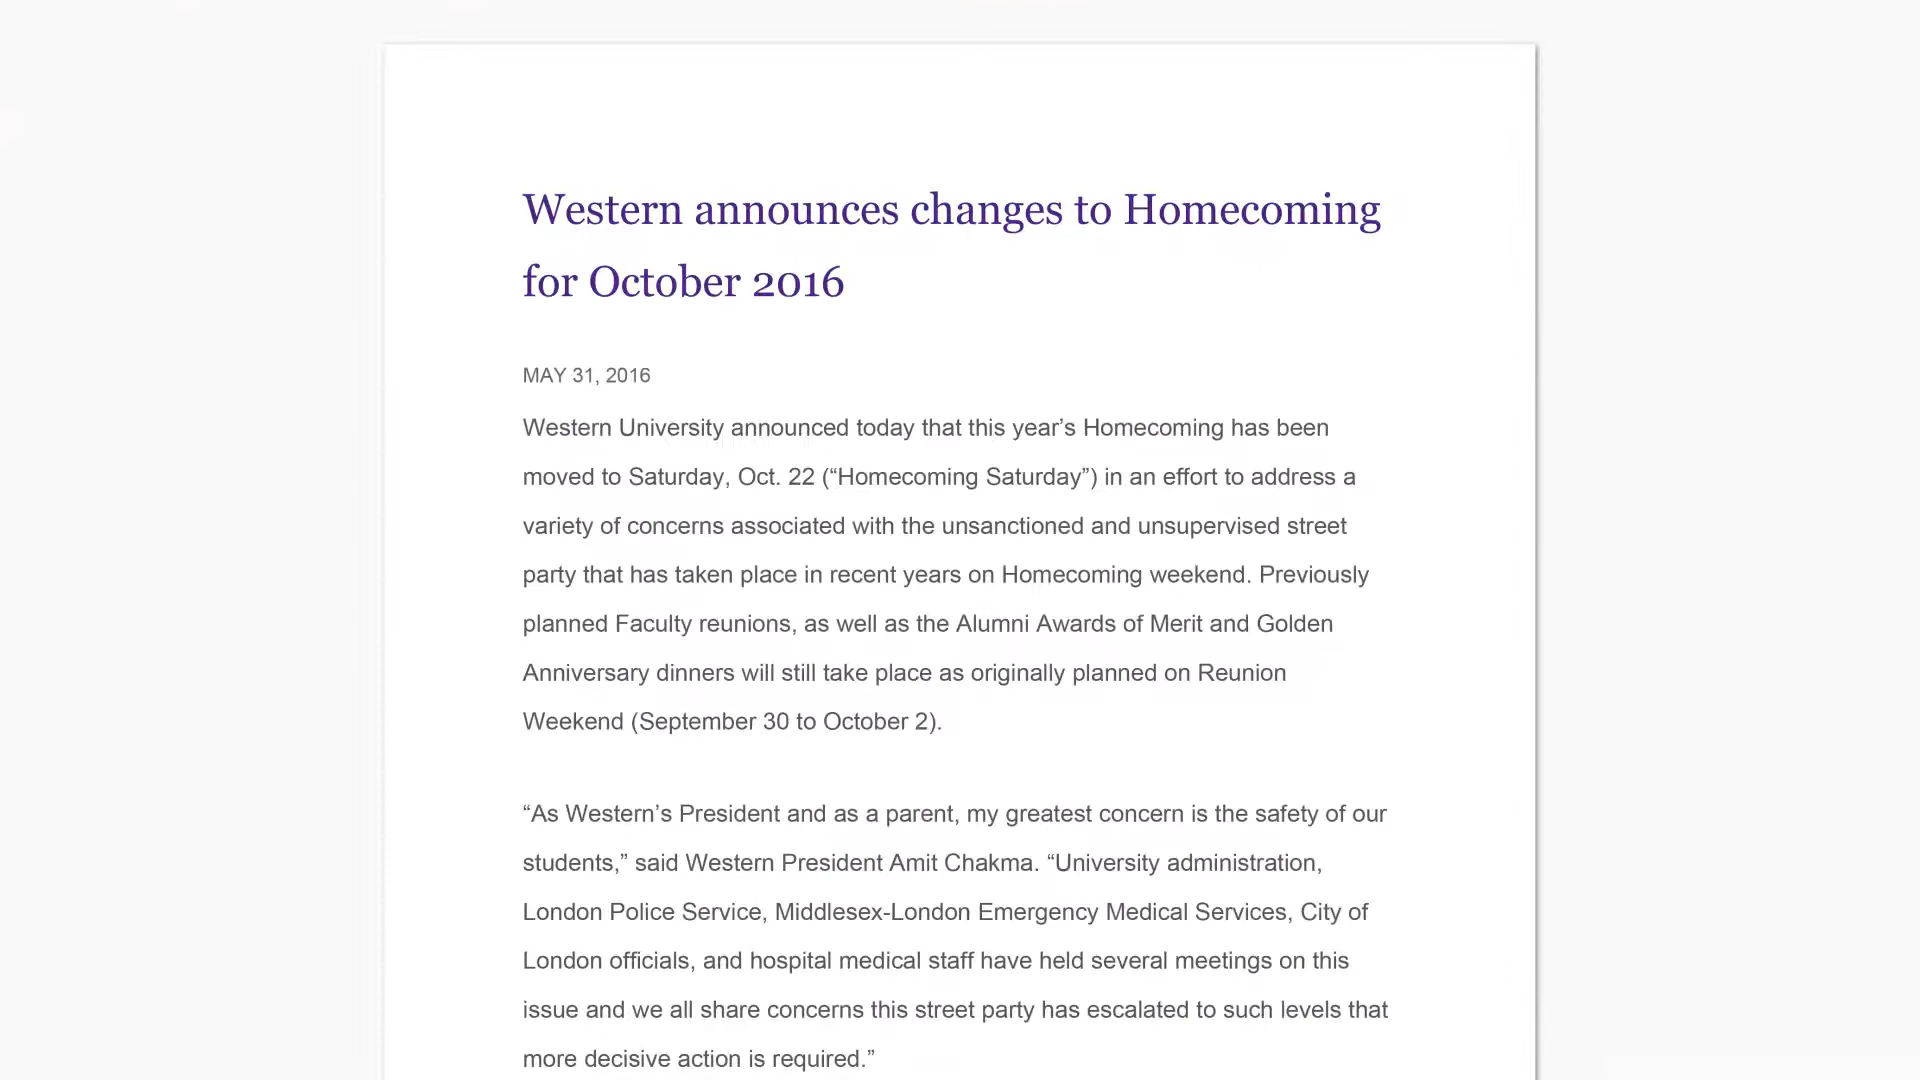 Western announces changes to Homecoming
for October 2016
MAY 31, 2016
Western University announced today that this year’s Homecoming has been
moved to Saturday, Oct. 22 (“Homecoming Saturday”) in an effort to address a
variety of concerns associated with the unsanctioned and unsupervised street
party that has taken place in recent years on Homecoming weekend. Previously
planned Faculty reunions, as well as the Alumni Awards of Merit and Golden
Anniversary dinners will still take place as originally planned on Reunion
Weekend (September 30 to October 2).
“As Western’s President and as a parent, my greatest concern is the safety of our
students,” said Western President Amit Chakma. “University administration,
London Police Service, Middlesex-London Emergency Medical Services, City of
London officials, and hospital medical staff have held several meetings on this
issue and we all share concerns this street party has escalated to such levels that
more decisive action is required.”